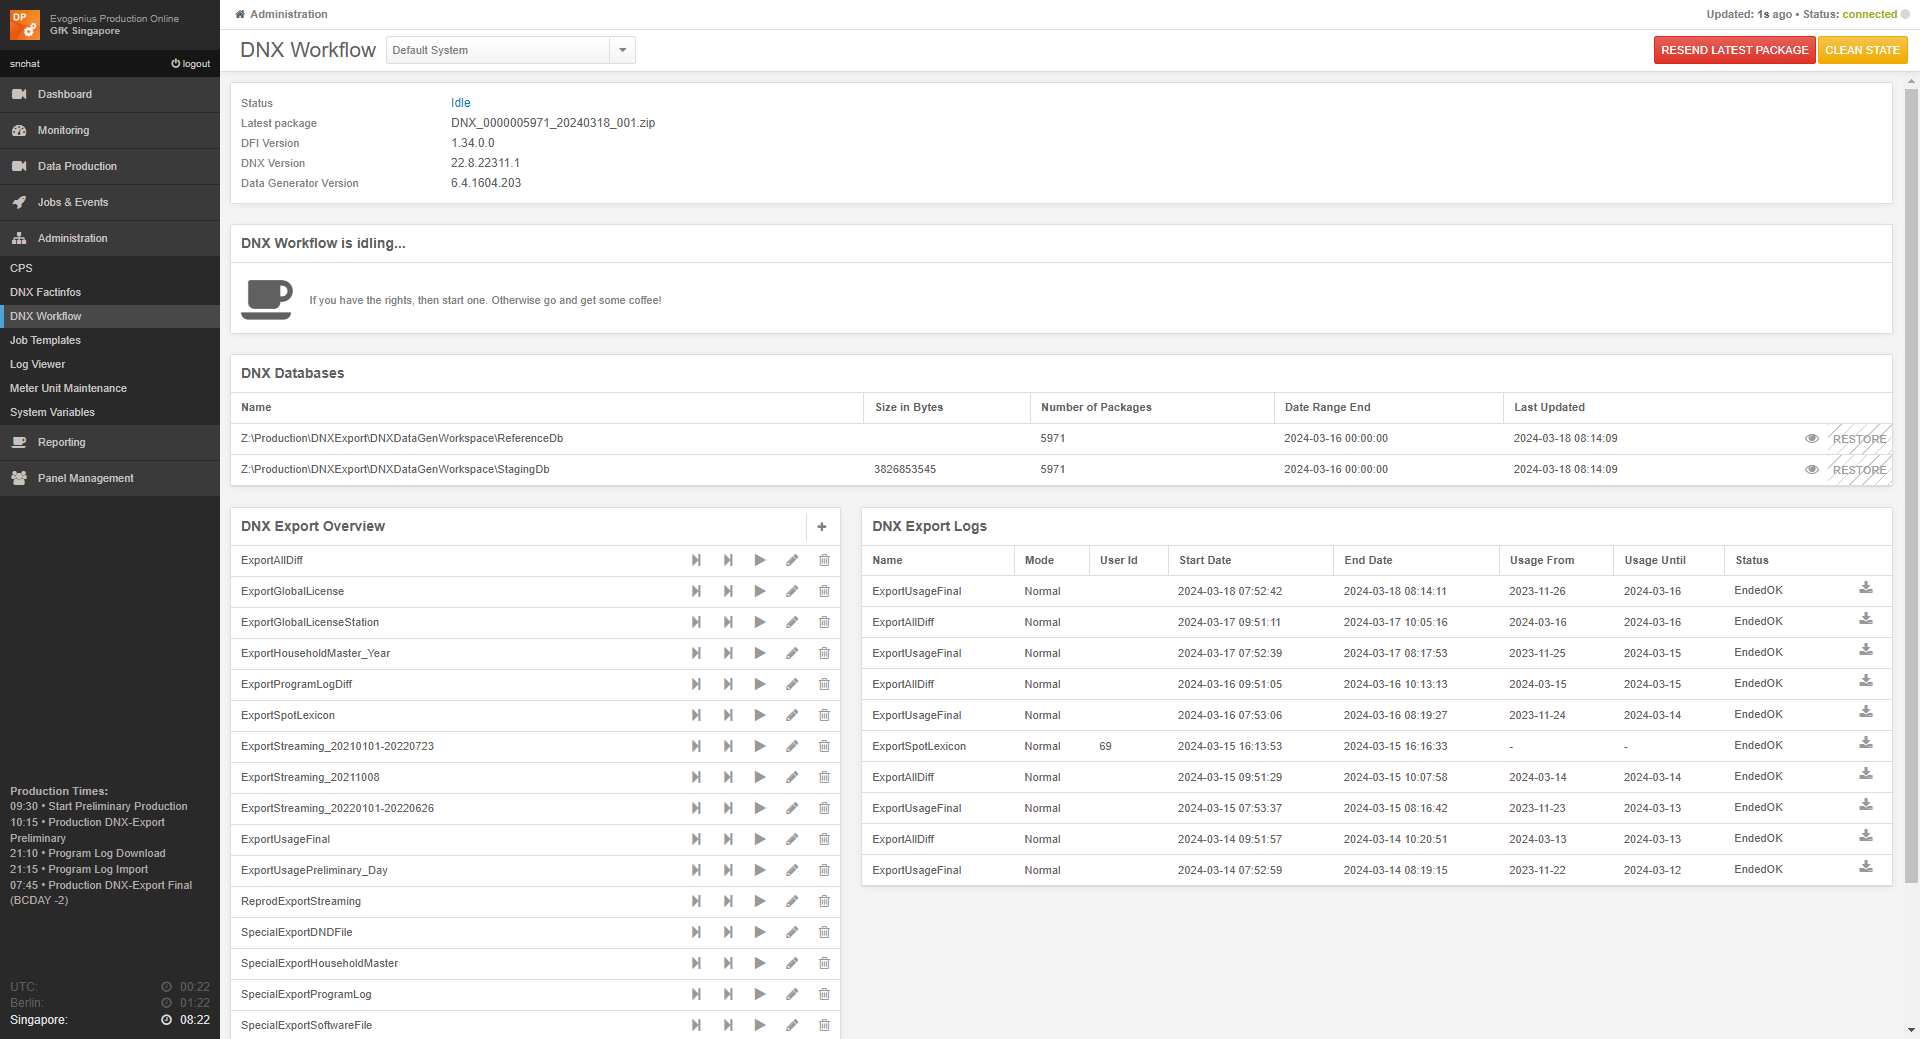 DP
Evogenius Production Online
GfK Singapore
snchat
logout
Dashboard
Monitoring
Data Production
Jobs & Events
Administration
CPS
DNX Factinfos
DNX Workflow
Job Templates
Log Viewer
Meter Unit Maintenance
System Variables
Reporting
Panel Management
Production Times:
09:30 • Start Preliminary Production
10:15 • Production DNX-Export
Preliminary
21:10 • Program Log Download
21:15 • Program Log Import
07:45 • Production DNX-Export Final
(BCDAY -2)
UTC: 00:22
Berlin: 01:22
Singapore: 08:22
Administration
Updated: 1s ago • Status: connected
DNX Workflow
Default System
RESEND LATEST PACKAGE
CLEAN STATE
Status Idle
Latest package DNX_0000005971_20240318_001.zip
DFI Version 1.34.0.0
DNX Version 22.8.22311.1
Data Generator Version 6.4.1604.203
DNX Workflow is idling...
If you have the rights, then start one. Otherwise go and get some coffee!
DNX Databases
Name Size in Bytes Number of Packages Date Range End Last Updated
Z:\Production\DNXExport\DNXDataGenWorkspace\ReferenceDb 5971 2024-03-16 00:00:00 2024-03-18 08:14:09 RESTORE
Z:\Production\DNXExport\DNXDataGenWorkspace\StagingDb 3826853545 5971 2024-03-16 00:00:00 2024-03-18 08:14:09 RESTORE
DNX Export Overview
ExportAllDiff
ExportGlobalLicense
ExportGlobalLicenseStation
ExportHouseholdMaster_Year
ExportProgramLogDiff
ExportSpotLexicon
ExportStreaming_20210101-20220723
ExportStreaming_20211008
ExportStreaming_20220101-20220626
ExportUsageFinal
ExportUsagePreliminary_Day
ReprodExportStreaming
SpecialExportDNDFile
SpecialExportHouseholdMaster
SpecialExportProgramLog
SpecialExportSoftwareFile
DNX Export Logs
Name Mode User Id Start Date End Date Usage From Usage Until Status
ExportUsageFinal Normal 2024-03-18 07:52:42 2024-03-18 08:14:11 2023-11-26 2024-03-16 EndedOK
ExportAllDiff Normal 2024-03-17 09:51:11 2024-03-17 10:05:16 2024-03-16 2024-03-16 EndedOK
ExportUsageFinal Normal 2024-03-17 07:52:39 2024-03-17 08:17:53 2023-11-25 2024-03-15 EndedOK
ExportAllDiff Normal 2024-03-16 09:51:05 2024-03-16 10:13:13 2024-03-15 2024-03-15 EndedOK
ExportUsageFinal Normal 2024-03-16 07:53:06 2024-03-16 08:19:27 2023-11-24 2024-03-14 EndedOK
ExportSpotLexicon Normal 69 2024-03-15 16:13:53 2024-03-15 16:16:33 - - EndedOK
ExportAllDiff Normal 2024-03-15 09:51:29 2024-03-15 10:07:58 2024-03-14 2024-03-14 EndedOK
ExportUsageFinal Normal 2024-03-15 07:53:37 2024-03-15 08:16:42 2023-11-23 2024-03-13 EndedOK
ExportAllDiff Normal 2024-03-14 09:51:57 2024-03-14 10:20:51 2024-03-13 2024-03-13 EndedOK
ExportUsageFinal Normal 2024-03-14 07:52:59 2024-03-14 08:19:15 2023-11-22 2024-03-12 EndedOK